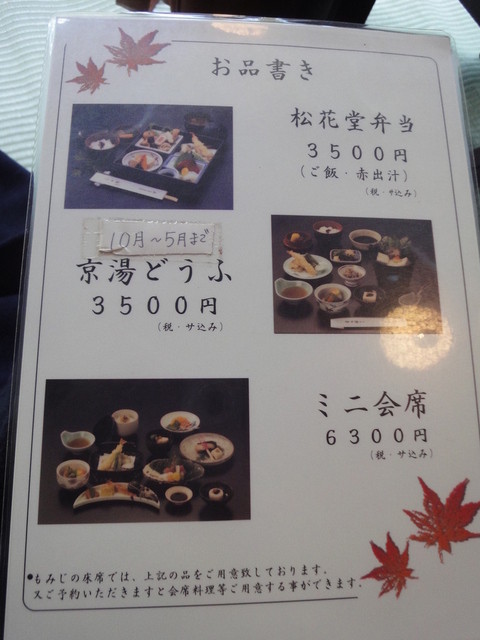 お品書き
松花堂弁当
３５００円
(ご飯・赤出汁)
(税・サ込み)
10月〜5月まで
京湯どうふ
３５００円
(税・サ込み)
ミニ会席
６３００円
(税・サ込み)
●もみじの床席では、上記の品をご用意致しております。
又ご予約いただきますと会席料理等ご用意する事ができます。